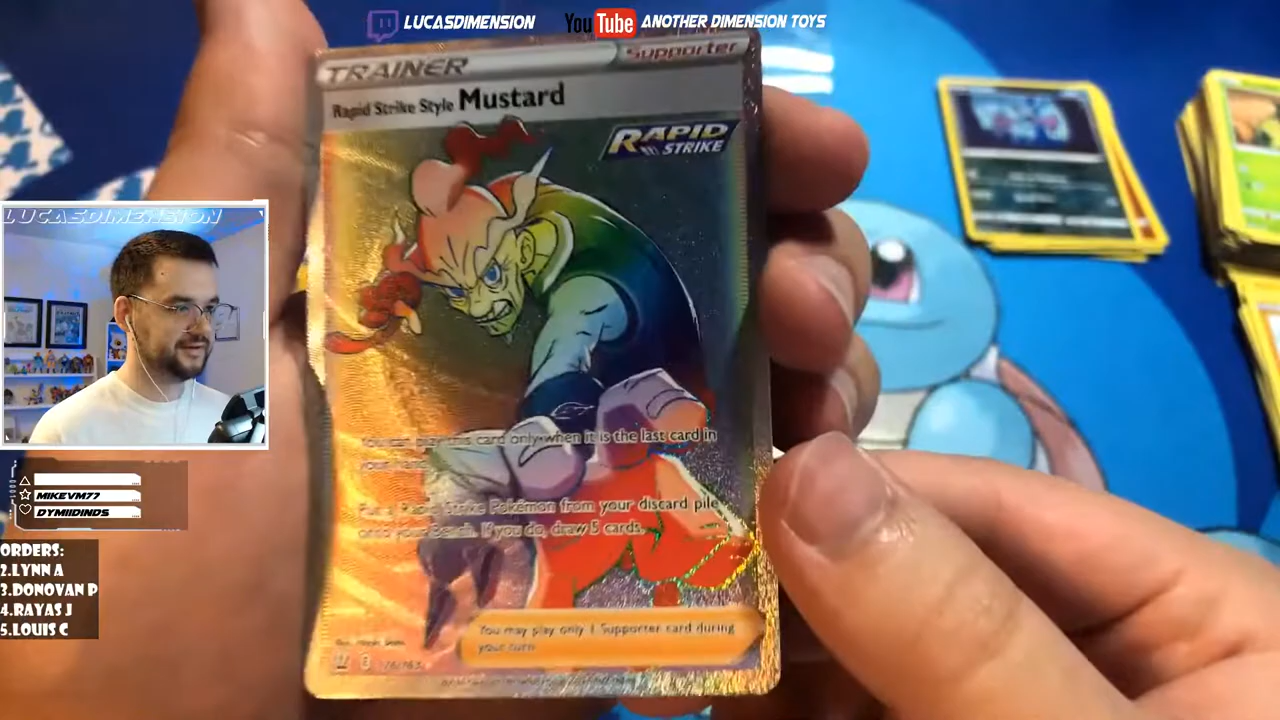 LUCASDIMENSION
YouTube ANOTHER DIMENSION TOYS
TRAINER
Supporter
Rapid Strike Style Mustard
RAPID
STRIKE
You can play this card only when it is the last card in
your
Put a Rapid Strike Pokémon from your discard pile
onto your Bench. If you do, draw 5 cards.
You may play only 1 Supporter card during
your turn
LUCASDIMENSION
MIKEVM77
DYMIIDINDS
ORDERS:
2.LYNN A
3.DONOVAN P
4.RAYAS J
5.LOUIS C